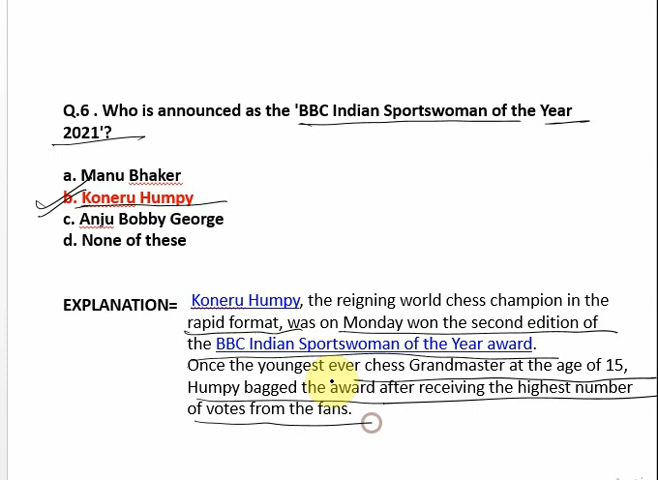 Q.6 . Who is announced as the 'BBC Indian Sportswoman of the Year
2021'?
a. Manu Bhaker
b. Koneru Humpy
c. Anju Bobby George
d. None of these
EXPLANATION= Koneru Humpy, the reigning world chess champion in the
rapid format, was on Monday won the second edition of
the BBC Indian Sportswoman of the Year award.
Once the youngest ever chess Grandmaster at the age of 15,
Humpy bagged the award after receiving the highest number
of votes from the fans.